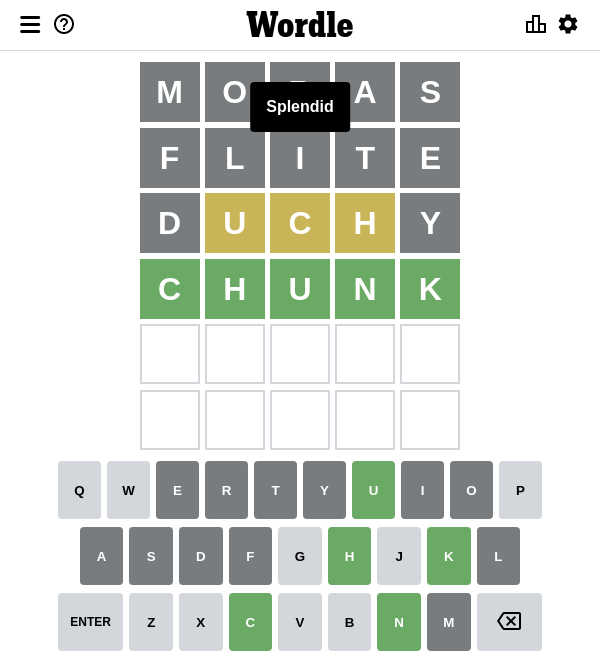 Wordle
M O A S
Splendid
F L I T E
D U C H Y
C H U N K
Q W E R T Y U I O P
A S D F G H J K L
ENTER Z X C V B N M